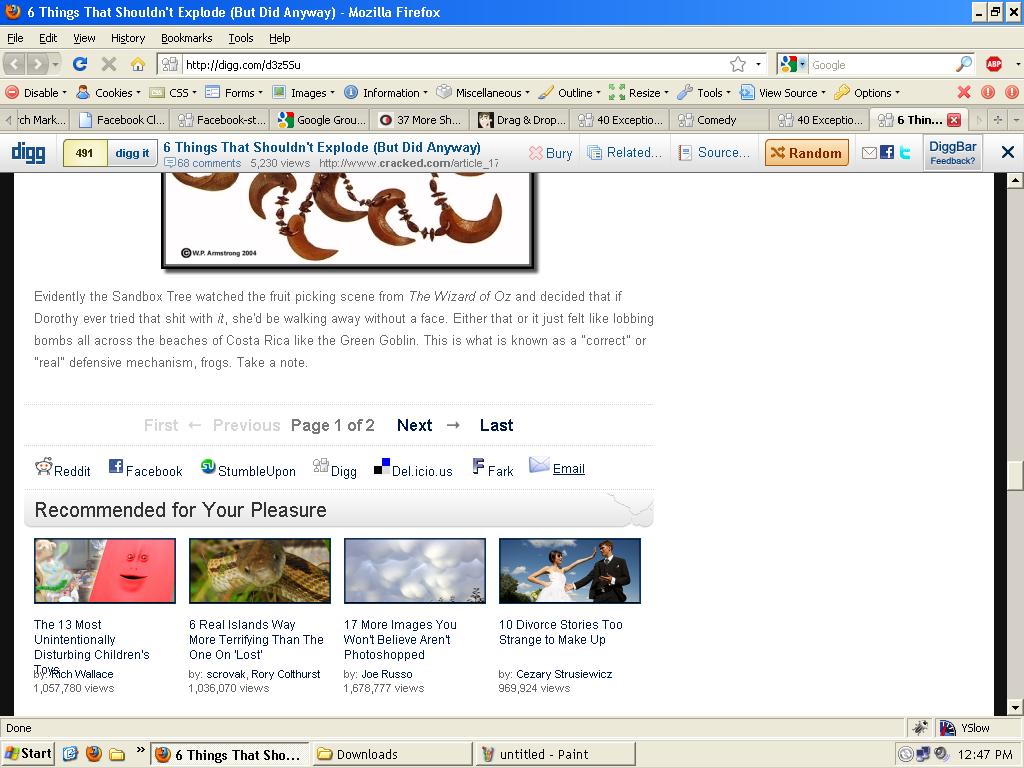 6 Things That Shouldn't Explode (But Did Anyway) - Mozilla Firefox
File Edit View History Bookmarks Tools Help
http://digg.com/d3z5Su
Google
ABP
Disable Cookies CSS Forms Images Information Miscellaneous Outline Resize Tools View Source Options
rch Mark... Facebook Cl... Facebook-st... Google Grou... 37 More Sh... Drag & Drop... 40 Exceptio... Comedy 40 Exceptio... 6 Thin...
digg 491 digg it 6 Things That Shouldn't Explode (But Did Anyway)
68 comments 5,230 views http://www.cracked.com/article_17
Bury Related... Source... Random DiggBar
Feedback?
©W.P. Armstrong 2004
Evidently the Sandbox Tree watched the fruit picking scene from The Wizard of Oz and decided that if
Dorothy ever tried that shit with it, she'd be walking away without a face. Either that or it just felt like lobbing
bombs all across the beaches of Costa Rica like the Green Goblin. This is what is known as a "correct" or
"real" defensive mechanism, frogs. Take a note.
First ← Previous Page 1 of 2 Next → Last
Reddit Facebook StumbleUpon Digg Del.icio.us Fark Email
Recommended for Your Pleasure
The 13 Most
Unintentionally
Disturbing Children's
Toys
by: Rich Wallace
1,057,780 views
6 Real Islands Way
More Terrifying Than The
One On 'Lost'
by: scrovak, Rory Colthurst
1,036,070 views
17 More Images You
Won't Believe Aren't
Photoshopped
by: Joe Russo
1,678,777 views
10 Divorce Stories Too
Strange to Make Up
by: Cezary Strusiewicz
969,924 views
Done YSlow
Start » 6 Things That Sho... Downloads untitled - Paint 12:47 PM